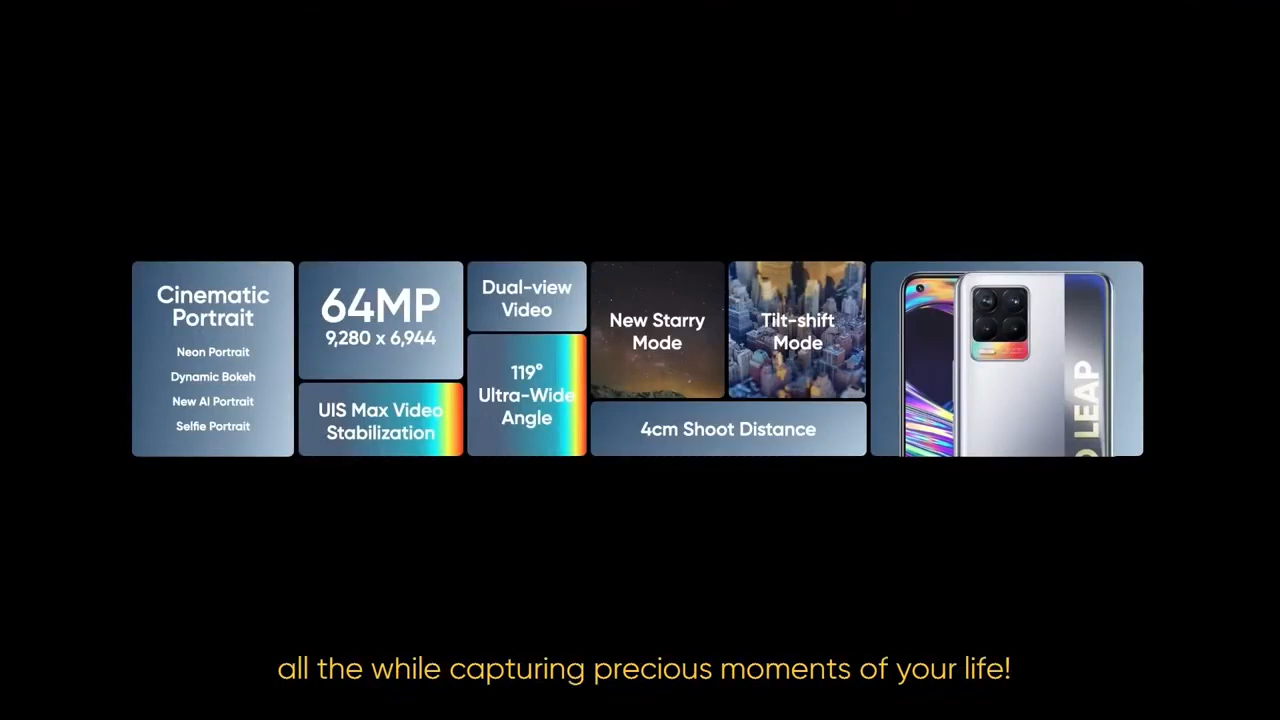 Cinematic
Portrait
Neon Portrait
Dynamic Bokeh
New AI Portrait
Selfie Portrait
64MP
9,280 x 6,944
UIS Max Video
Stabilization
Dual-view
Video
119°
Ultra-Wide
Angle
New Starry
Mode
Tilt-shift
Mode
4cm Shoot Distance
LEAP
all the while capturing precious moments of your life!